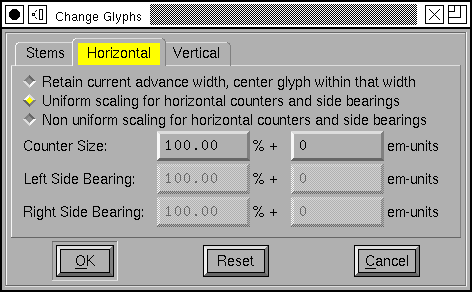 Change Glyphs
Stems Horizontal Vertical
Retain current advance width, center glyph within that width
Uniform scaling for horizontal counters and side bearings
Non uniform scaling for horizontal counters and side bearings
Counter Size: 100.00 % + 0 em-units
Left Side Bearing: 100.00 % + 0 em-units
Right Side Bearing: 100.00 % + 0 em-units
OK Reset Cancel